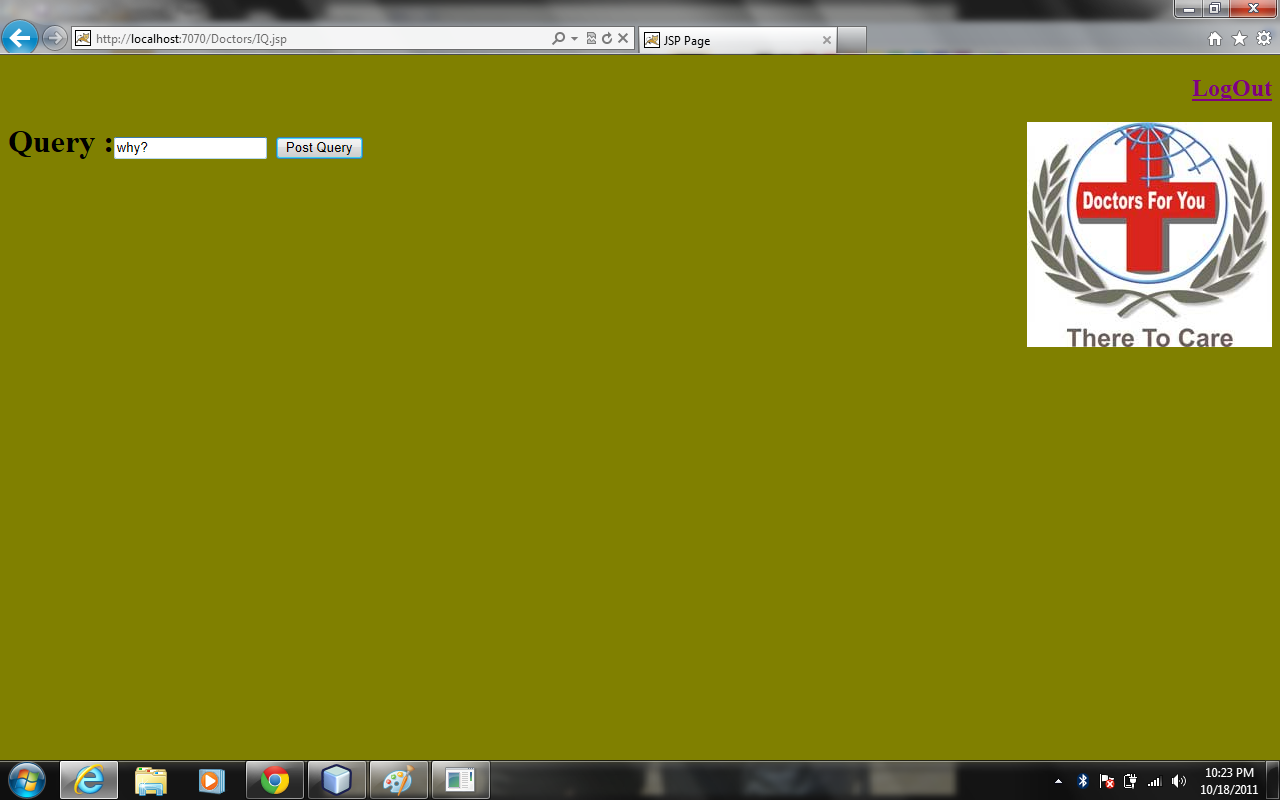 http://localhost:7070/Doctors/IQ.jsp
JSP Page
LogOut
Query :
why?
Post Query
Doctors For You
There To Care
10:23 PM
10/18/2011